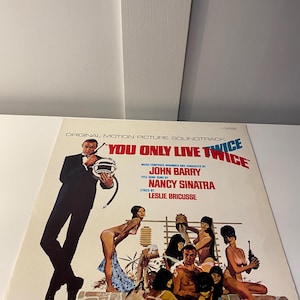 ORIGINAL MOTION PICTURE SOUNDTRACK
YOU ONLY LIVE TWICE
TWICE
MUSIC COMPOSED, ARRANGED AND CONDUCTED BY
JOHN BARRY
TITLE SONG SUNG BY
NANCY SINATRA
LYRICS BY
LESLIE BRICUSSE